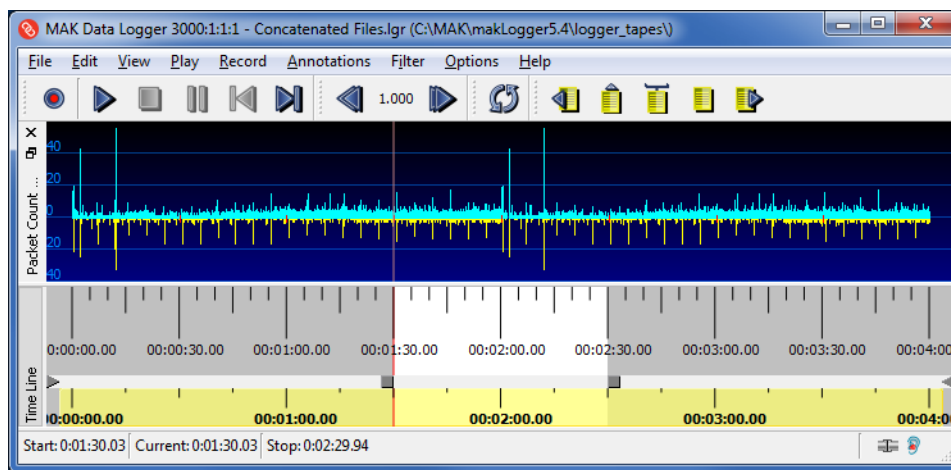 MAK Data Logger 3000:1:1:1 - Concatenated Files.lgr (C:\MAK\makLogger5.4\logger_tapes\)
File Edit View Play Record Annotations Filter Options Help
1.000
Packet Count ...
40
20
0
20
40
Time Line
0:00:00.00 00:00:30.00 00:01:00.00 00:01:30.00 00:02:00.00 00:02:30.00 00:03:00.00 00:03:30.00 00:04:00
00:00:00.00 00:01:00.00 00:02:00.00 00:03:00.00 00:04:0
Start: 0:01:30.03 Current: 0:01:30.03 Stop: 0:02:29.94